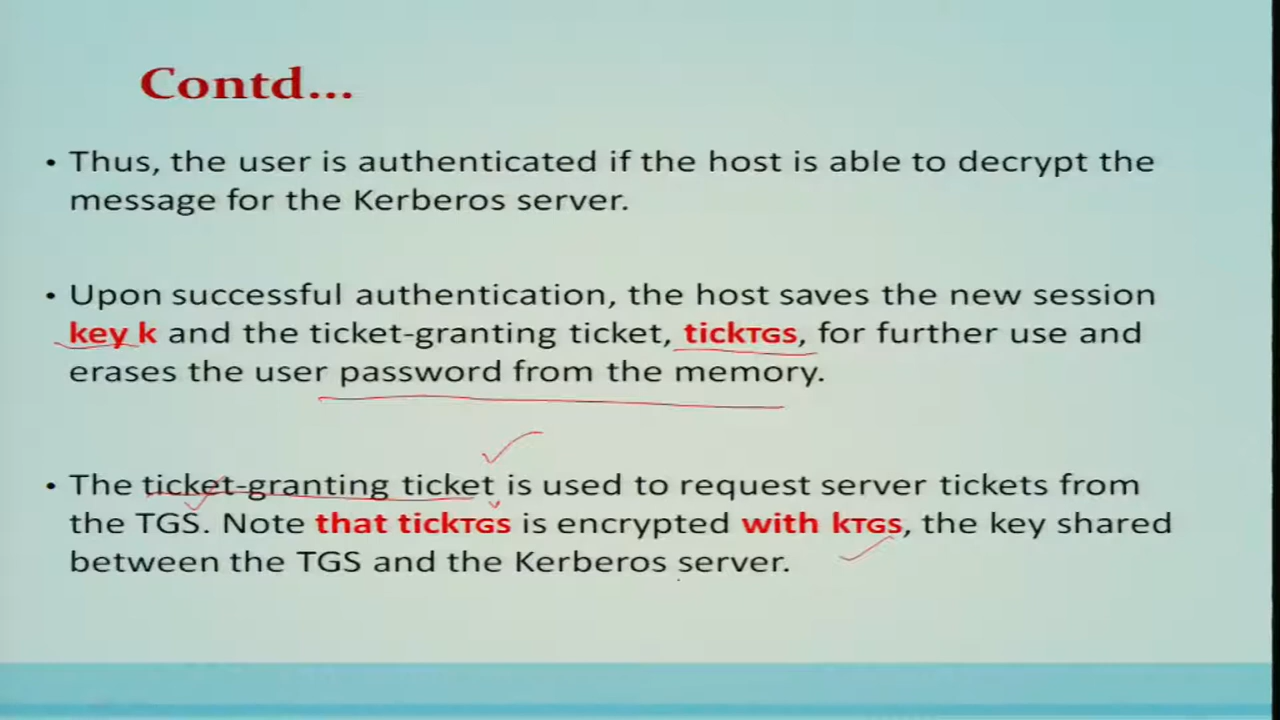 Contd...
• Thus, the user is authenticated if the host is able to decrypt the
message for the Kerberos server.
• Upon successful authentication, the host saves the new session
key k and the ticket-granting ticket, tickTGS, for further use and
erases the user password from the memory.
• The ticket-granting ticket is used to request server tickets from
the TGS. Note that tickTGS is encrypted with kTGS, the key shared
between the TGS and the Kerberos server.